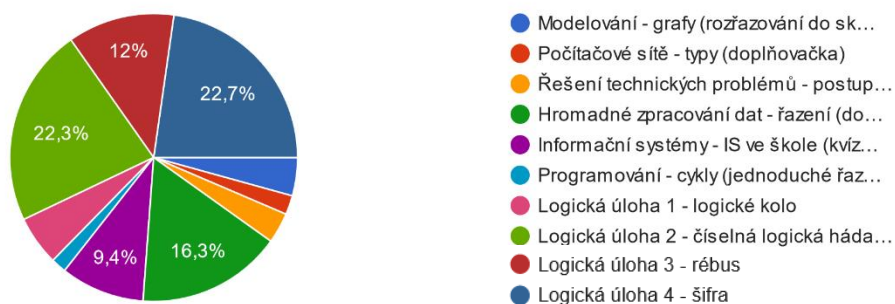 12%
22,7%
22,3%
9,4%
16,3%
Modelování - grafy (rozřazování do sk…
Počítačové sítě - typy (doplňovačka)
Řešení technických problémů - postup…
Hromadné zpracování dat - řazení (do…
Informační systémy - IS ve škole (kvíz…
Programování - cykly (jednoduché řaz…
Logická úloha 1 - logické kolo
Logická úloha 2 - číselná logická háda…
Logická úloha 3 - rébus
Logická úloha 4 - šifra